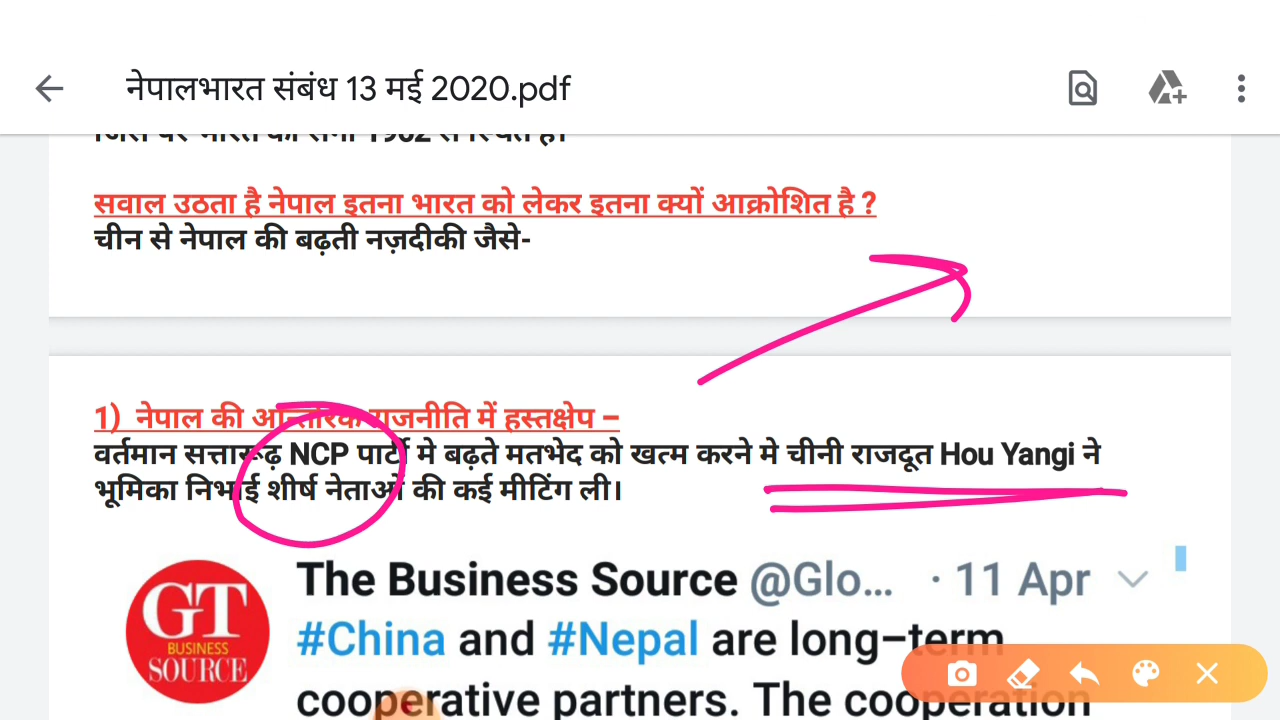 नेपालभारत संबंध 13 मई 2020.pdf
सवाल उठता है नेपाल इतना भारत को लेकर इतना क्यों आक्रोशित है ?
चीन से नेपाल की बढ़ती नज़दीकी जैसे-
1) नेपाल की आन्तरिक राजनीति में हस्तक्षेप –
वर्तमान सत्तारूढ़ NCP पार्टी मे बढ़ते मतभेद को खत्म करने मे चीनी राजदूत Hou Yangi ने
भूमिका निभाई शीर्ष नेताओं की कई मीटिंग ली।
GT
BUSINESS
SOURCE
The Business Source @Glo... · 11 Apr
#China and #Nepal are long-term
cooperative partners. The cooperation